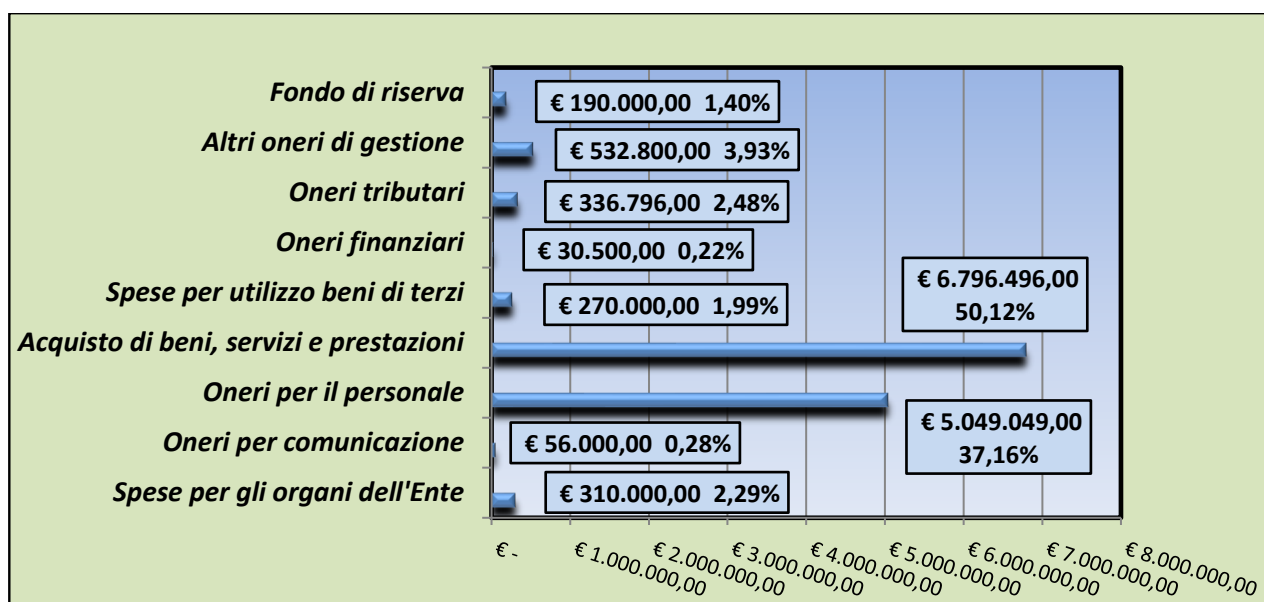 Fondo di riserva
€ 190.000,00 1,40%
Altri oneri di gestione
€ 532.800,00 3,93%
Oneri tributari
€ 336.796,00 2,48%
Oneri finanziari
€ 30.500,00 0,22%
Spese per utilizzo beni di terzi
€ 270.000,00 1,99%
€ 6.796.496,00
50,12%
Acquisto di beni, servizi e prestazioni
Oneri per il personale
€ 5.049.049,00
37,16%
Oneri per comunicazione
€ 56.000,00 0,28%
Spese per gli organi dell'Ente
€ 310.000,00 2,29%
€ -
€ 1.000.000,00
€ 2.000.000,00
€ 3.000.000,00
€ 4.000.000,00
€ 5.000.000,00
€ 6.000.000,00
€ 7.000.000,00
€ 8.000.000,00